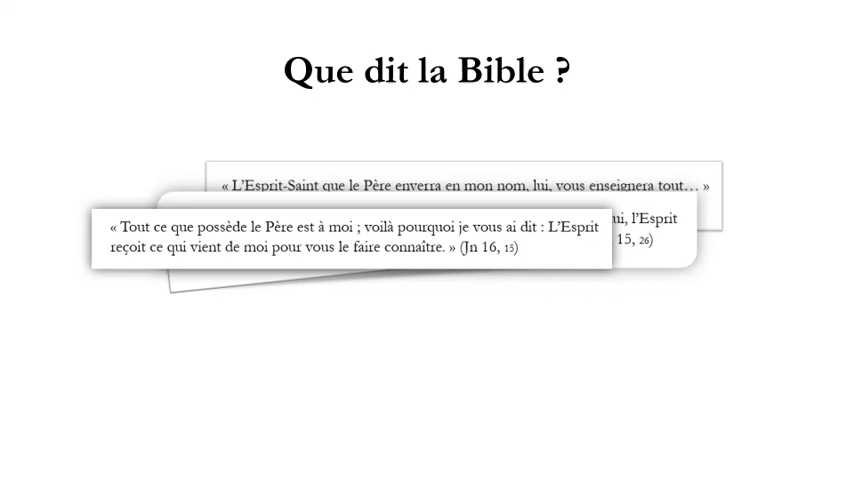 Que dit la Bible ?
« L’Esprit-Saint que le Père enverra en mon nom, lui, vous enseignera tout… »
l’Esprit
15, 26)
« Tout ce que possède le Père est à moi ; voilà pourquoi je vous ai dit : L’Esprit
reçoit ce qui vient de moi pour vous le faire connaître. » (Jn 16, 15)